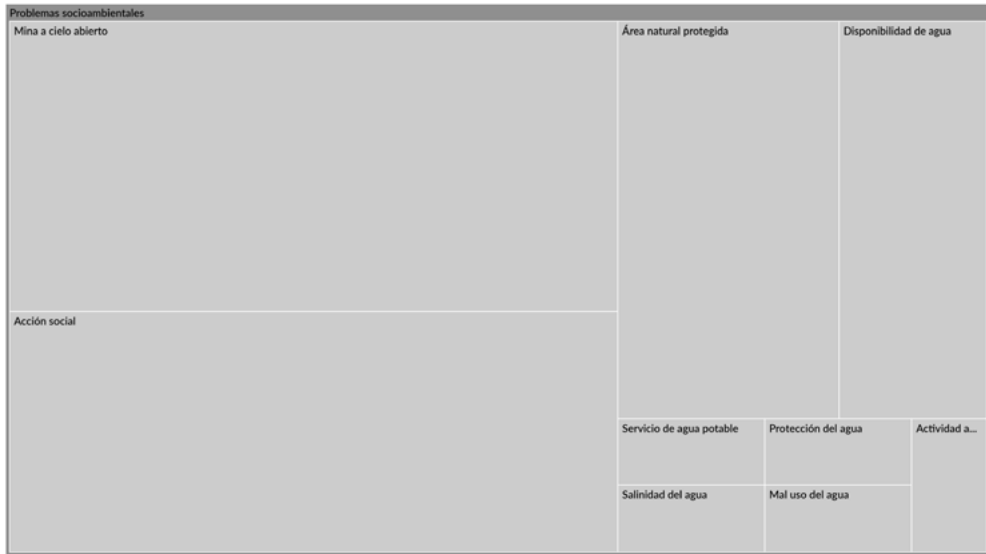 Problemas socioambientales
Mina a cielo abierto
Área natural protegida
Disponibilidad de agua
Acción social
Servicio de agua potable
Protección del agua
Actividad a...
Salinidad del agua
Mal uso del agua